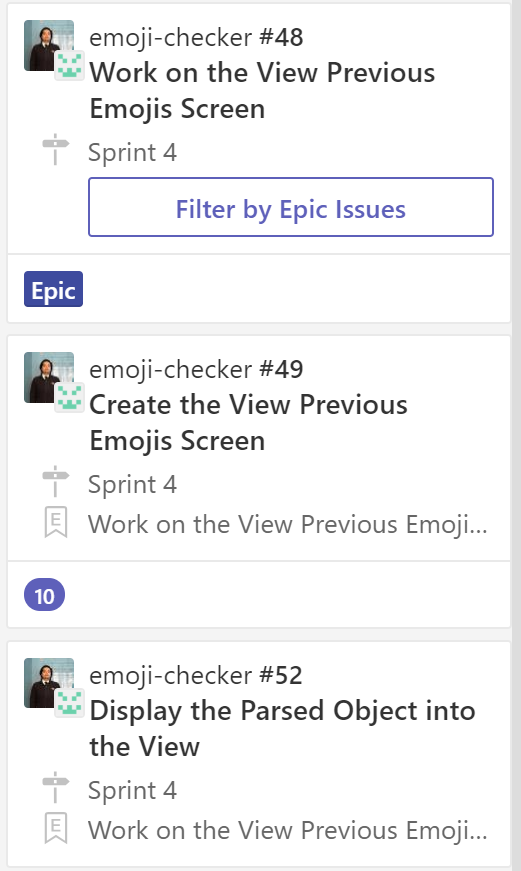 emoji-checker #48
Work on the View Previous
Emojis Screen
Sprint 4
Filter by Epic Issues
Epic
emoji-checker #49
Create the View Previous
Emojis Screen
Sprint 4
E
Work on the View Previous Emoji...
10
emoji-checker #52
Display the Parsed Object into
the View
Sprint 4
E
Work on the View Previous Emoji...